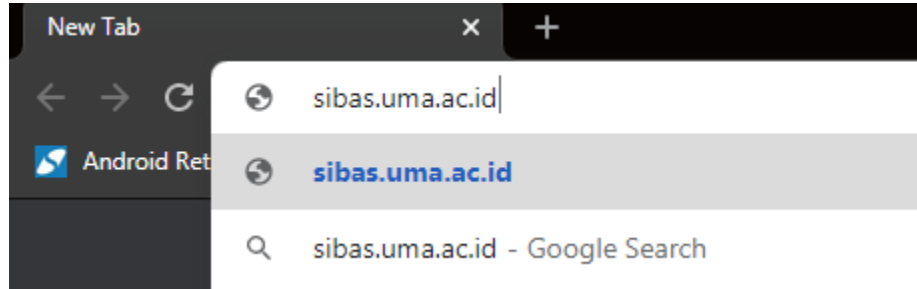 New Tab
sibas.uma.ac.id
Android Ret
sibas.uma.ac.id
sibas.uma.ac.id - Google Search